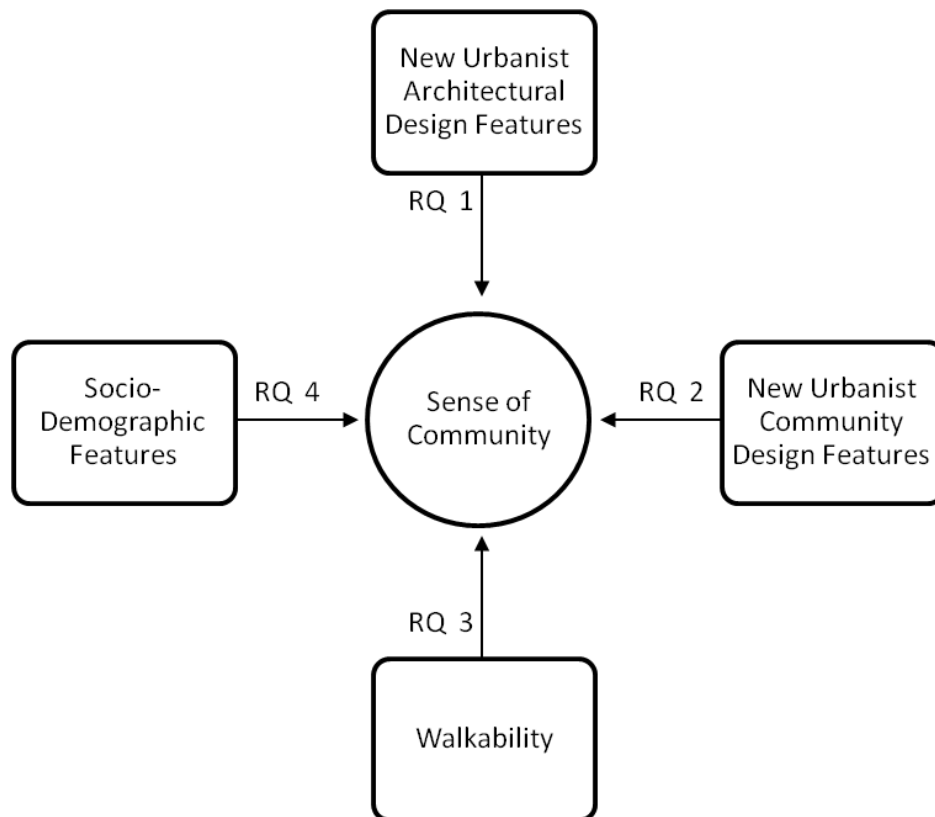 New Urbanist
Architectural
Design Features
RQ 1
Socio-
Demographic
Features
RQ 4
Sense of
Community
RQ 2
New Urbanist
Community
Design Features
RQ 3
Walkability